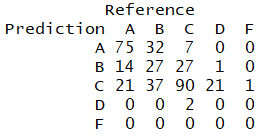 Reference
Prediction A B C D F
A 75 32 7 0 0
B 14 27 27 1 0
C 21 37 90 21 1
D 0 0 2 0 0
F 0 0 0 0 0